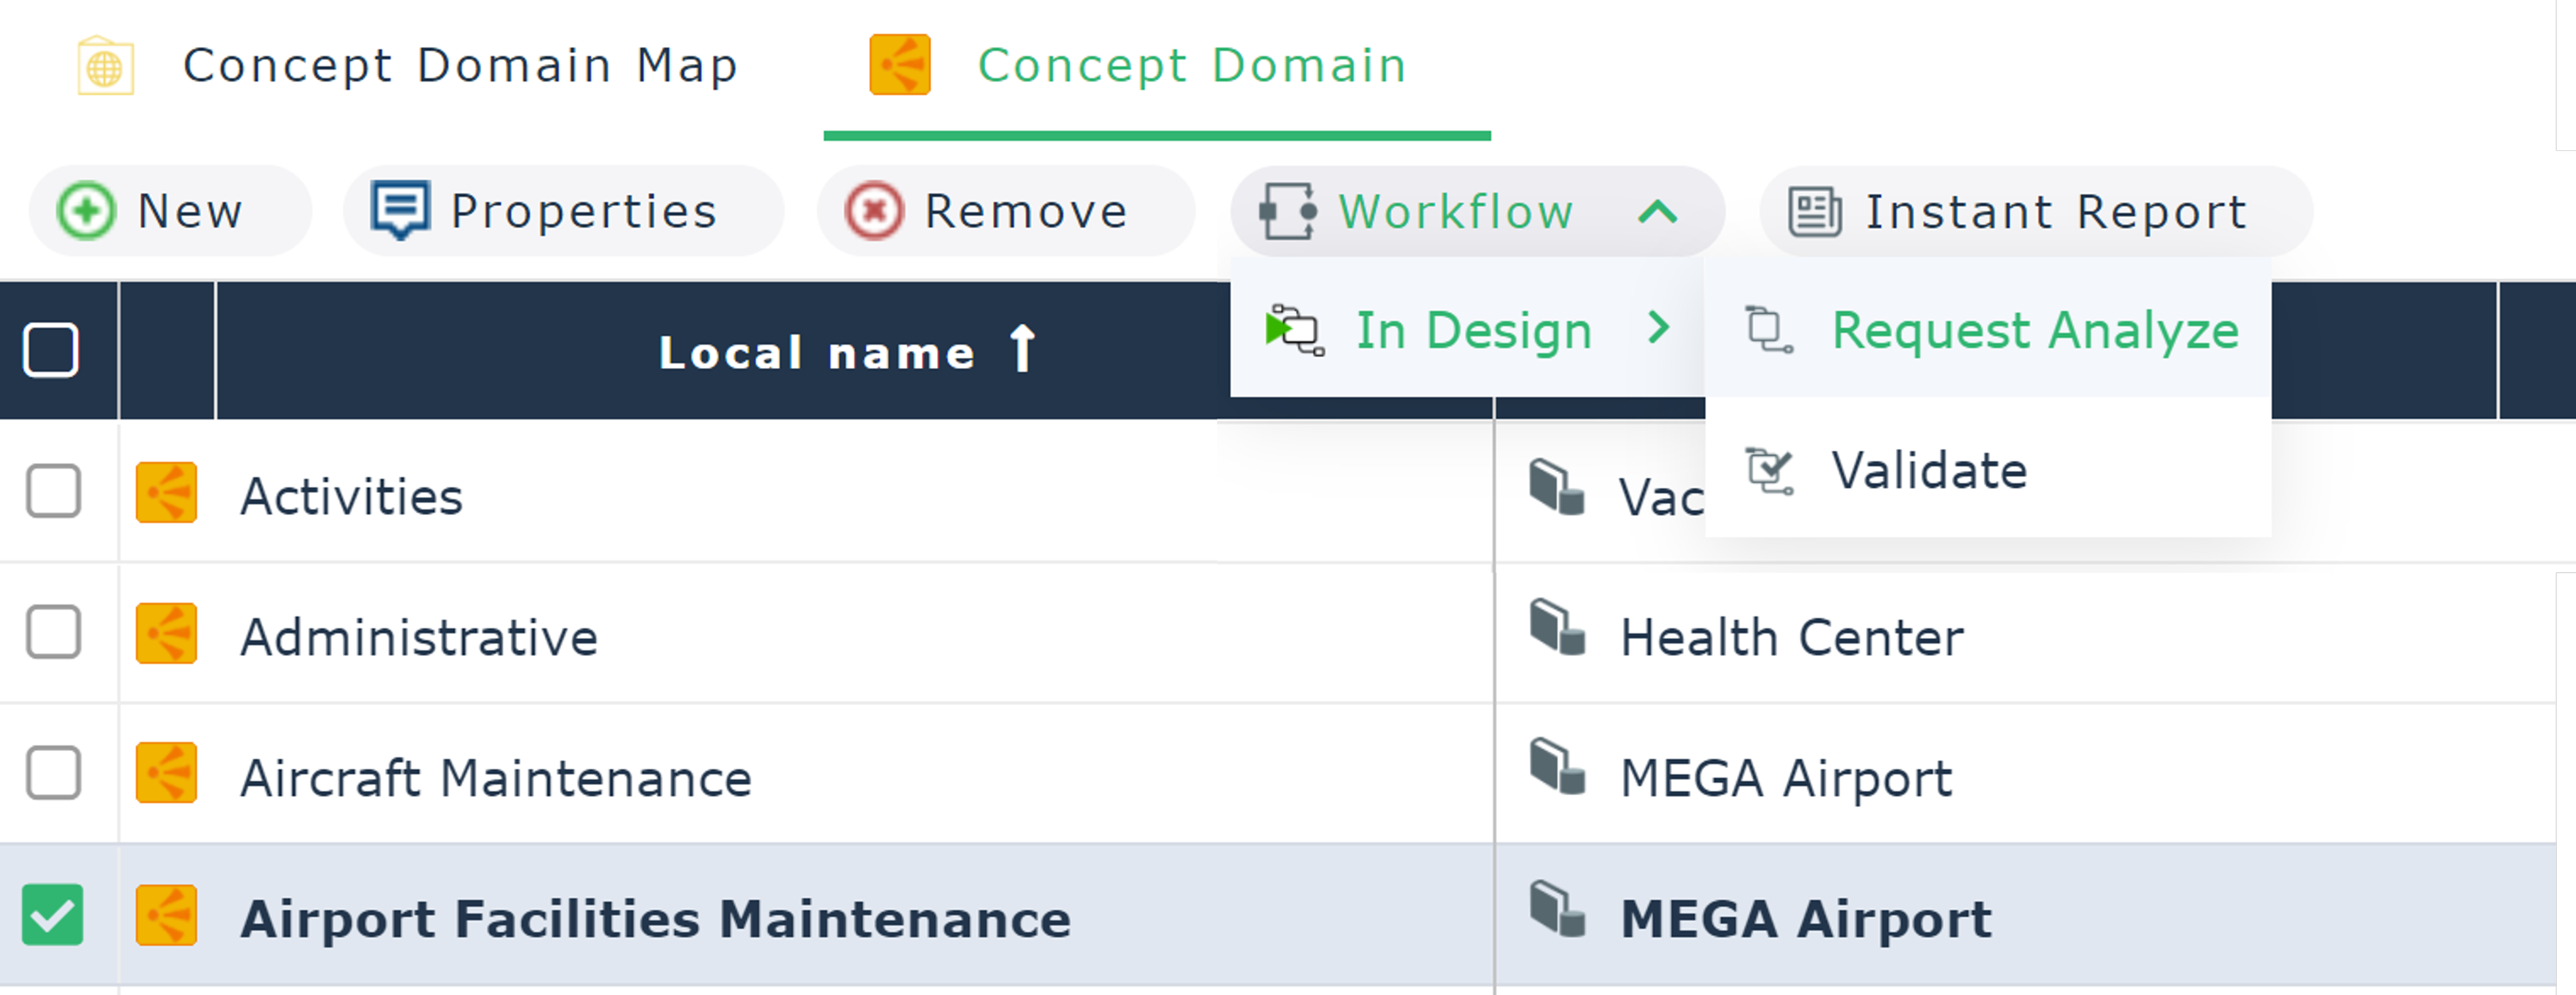 Concept Domain Map Concept Domain
New Properties Remove Workflow Instant Report
Local name In Design Request Analyze
Validate
Activities
Administrative Health Center
Aircraft Maintenance MEGA Airport
Airport Facilities Maintenance MEGA Airport